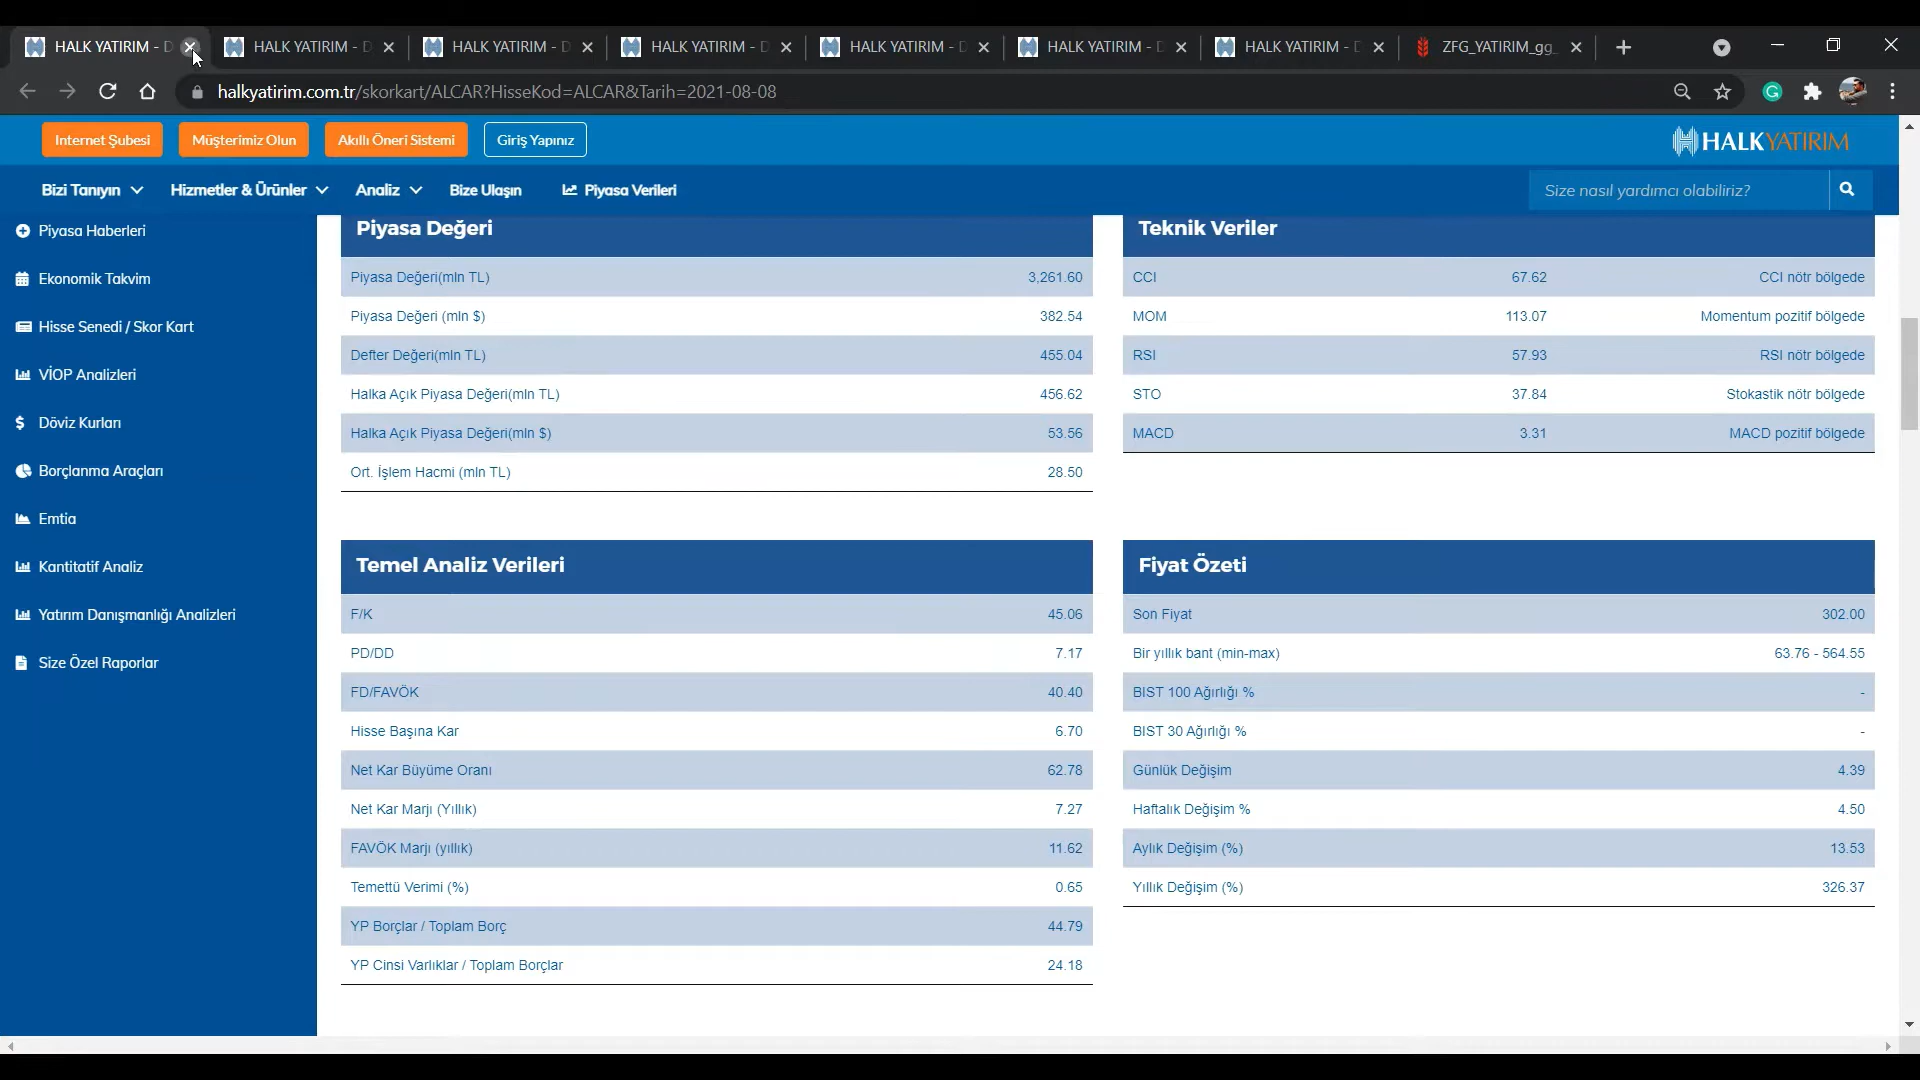 HALK YATIRIM - D
HALK YATIRIM - D
HALK YATIRIM - D
HALK YATIRIM - D
HALK YATIRIM - D
HALK YATIRIM - D
HALK YATIRIM - D
ZFG_YATIRIM_gg_
halkyatirim.com.tr/skorkart/ALCAR?HisseKod=ALCAR&Tarih=2021-08-08
Internet Şubesi
Müşterimiz Olun
Akıllı Öneri Sistemi
Giriş Yapınız
HALKYATIRIM
Bizi Tanıyın
Hizmetler & Ürünler
Analiz
Bize Ulaşın
Piyasa Verileri
Size nasıl yardımcı olabiliriz?
Piyasa Haberleri
Ekonomik Takvim
Hisse Senedi / Skor Kart
VİOP Analizleri
Döviz Kurları
Borçlanma Araçları
Emtia
Kantitatif Analiz
Yatırım Danışmanlığı Analizleri
Size Özel Raporlar
Piyasa Değeri
Piyasa Değeri(mln TL) 3,261.60
Piyasa Değeri (mln $) 382.54
Defter Değeri(mln TL) 455.04
Halka Açık Piyasa Değeri(mln TL) 456.62
Halka Açık Piyasa Değeri(mln $) 53.56
Ort. İşlem Hacmi (mln TL) 28.50
Teknik Veriler
CCI 67.62 CCI nötr bölgede
MOM 113.07 Momentum pozitif bölgede
RSI 57.93 RSI nötr bölgede
STO 37.84 Stokastik nötr bölgede
MACD 3.31 MACD pozitif bölgede
Temel Analiz Verileri
F/K 45.06
PD/DD 7.17
FD/FAVÖK 40.40
Hisse Başına Kar 6.70
Net Kar Büyüme Oranı 62.78
Net Kar Marjı (Yıllık) 7.27
FAVÖK Marjı (yıllık) 11.62
Temettü Verimi (%) 0.65
YP Borçlar / Toplam Borç 44.79
YP Cinsi Varlıklar / Toplam Borçlar 24.18
Fiyat Özeti
Son Fiyat 302.00
Bir yıllık bant (min-max) 63.76 - 564.55
BIST 100 Ağırlığı % -
BIST 30 Ağırlığı % -
Günlük Değişim 4.39
Haftalık Değişim % 4.50
Aylık Değişim (%) 13.53
Yıllık Değişim (%) 326.37